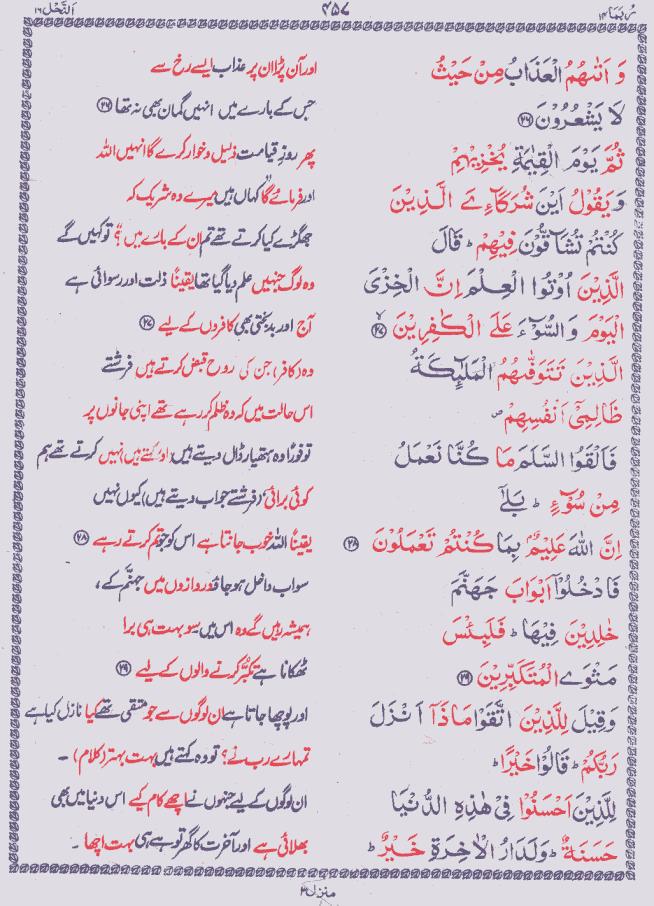 رُبَمَا ۱۴ ۴۵۷ اَلنَّحْل ۱۶
وَ اَتٰىهُمُ الْعَذَابُ مِنْ حَيْثُ
لَا يَشْعُرُوْنَ ﴿۲۶﴾
ثُمَّ يَوْمَ الْقِيٰمَةِ يُخْزِيْهِمْ
وَيَقُوْلُ اَيْنَ شُرَكَآءِىَ الَّذِيْنَ
كُنْتُمْ تُشَآقُّوْنَ فِيْهِمْ ؕ قَالَ
الَّذِيْنَ اُوْتُوا الْعِلْمَ اِنَّ الْخِزْىَ
الْيَوْمَ وَالسُّوْٓءَ عَلَى الْكٰفِرِيْنَ ﴿۲۷﴾
الَّذِيْنَ تَتَوَفّٰىهُمُ الْمَلٰٓئِكَةُ
ظَالِمِىْٓ اَنْفُسِهِمْ ص
فَاَلْقَوُا السَّلَمَ مَا كُنَّا نَعْمَلُ
مِنْ سُوْٓءٍ ؕ بَلٰٓى
اِنَّ اللّٰهَ عَلِيْمٌۢ بِمَا كُنْتُمْ تَعْمَلُوْنَ ﴿۲۸﴾
فَادْخُلُوْٓا اَبْوَابَ جَهَنَّمَ
خٰلِدِيْنَ فِيْهَا ؕ فَلَبِئْسَ
مَثْوَى الْمُتَكَبِّرِيْنَ ﴿۲۹﴾
وَقِيْلَ لِلَّذِيْنَ اتَّقَوْا مَاذَآ اَنْزَلَ
رَبُّكُمْ ؕ قَالُوْا خَيْرًا ؕ
لِلَّذِيْنَ اَحْسَنُوْا فِىْ هٰذِهِ الدُّنْيَا
حَسَنَةٌ ؕ وَلَدَارُ الْاٰخِرَةِ خَيْرٌ ؕ
اور آن پڑا ان پر عذاب ایسے رخ سے
جس کے بارے میں انہیں گمان بھی نہ تھا ﴿۲۶﴾
پھر روزِ قیامت ذلیل و خوار کرے گا انہیں اللہ
اور فرمائے گا کہاں ہیں میرے وہ شریک کہ
جھگڑے کیا کرتے تھے تم ان کے بارے میں؟ تو کہیں گے
وہ لوگ جنہیں علم دیا گیا تھا یقیناً ذلت اور رسوائی ہے
آج اور بدبختی بھی کافروں کے لیے ﴿۲۷﴾
وہ (کافر) جن کی روح قبض کرتے ہیں فرشتے
اس حالت میں کہ وہ ظلم کر رہے تھے اپنی جانوں پر
تو فوراً وہ ہتھیار ڈال دیتے ہیں (اور کہتے ہیں) نہیں کرتے تھے ہم
کوئی برائی (فرشتے جواب دیتے ہیں) کیوں نہیں
یقیناً اللہ خوب جانتا ہے اس کو جو تم کرتے رہے ﴿۲۸﴾
سو اب داخل ہو جاؤ دروازوں میں جہنّم کے،
ہمیشہ رہیں گے وہ اس میں سو بہت ہی برا
ٹھکانا ہے تکبّر کرنے والوں کے لیے ﴿۲۹﴾
اور پوچھا جاتا ہے ان لوگوں سے جو متقی تھے کیا نازل کیا ہے
تمہارے رب نے؟ تو وہ کہتے ہیں بہت بہتر (کلام) ۔
ان لوگوں کے لیے جنہوں نے اچھے کام کیے اس دنیا میں بھی
بھلائی ہے اور آخرت کا گھر تو ہے ہی بہت اچھا ۔
منزل ۳